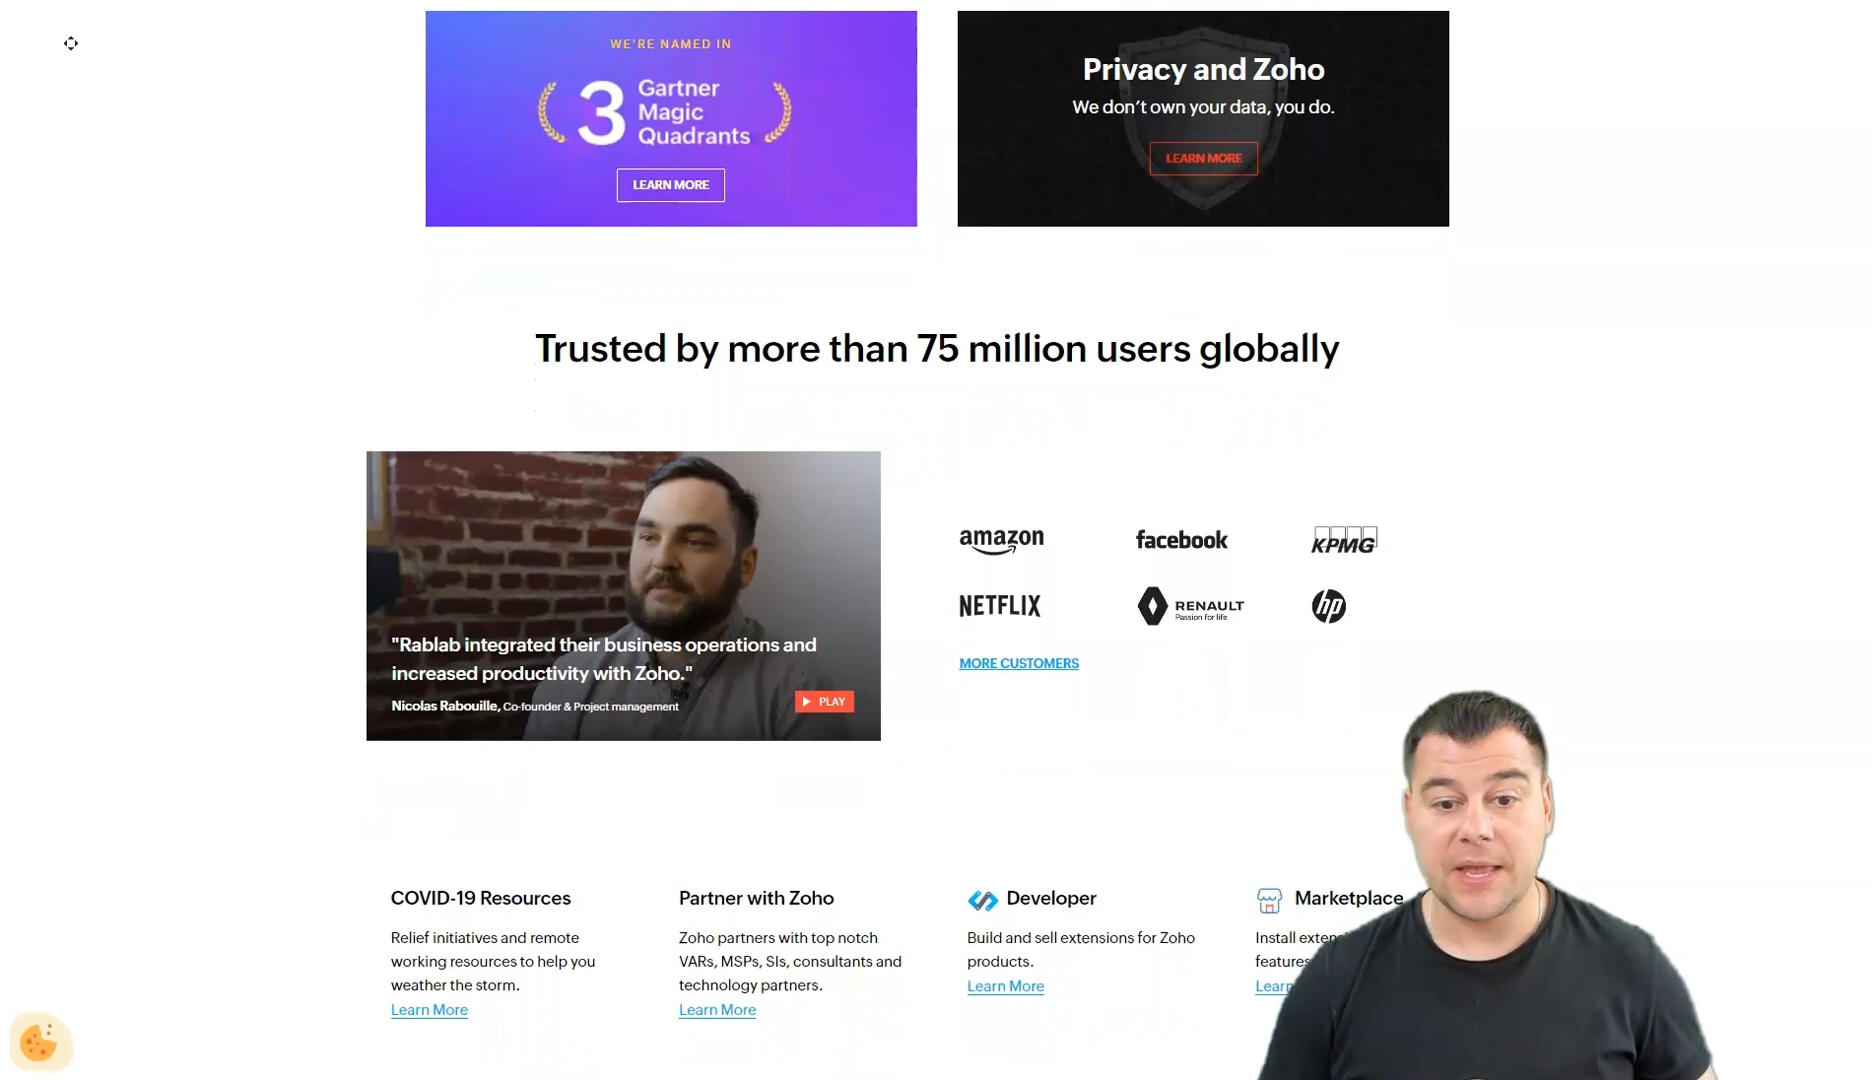 WE'RE NAMED IN
3
Gartner
Magic
Quadrants
LEARN MORE
Privacy and Zoho
We don’t own your data, you do.
LEARN MORE
Trusted by more than 75 million users globally
"Rablab integrated their business operations and
increased productivity with Zoho."
Nicolas Rabouille, Co-founder & Project management
PLAY
amazon
facebook
KPMG
NETFLIX
RENAULT
Passion for life
hp
MORE CUSTOMERS
COVID-19 Resources
Relief initiatives and remote
working resources to help you
weather the storm.
Learn More
Partner with Zoho
Zoho partners with top notch
VARs, MSPs, SIs, consultants and
technology partners.
Learn More
Developer
Build and sell extensions for Zoho
products.
Learn More
Marketplace
Install
features